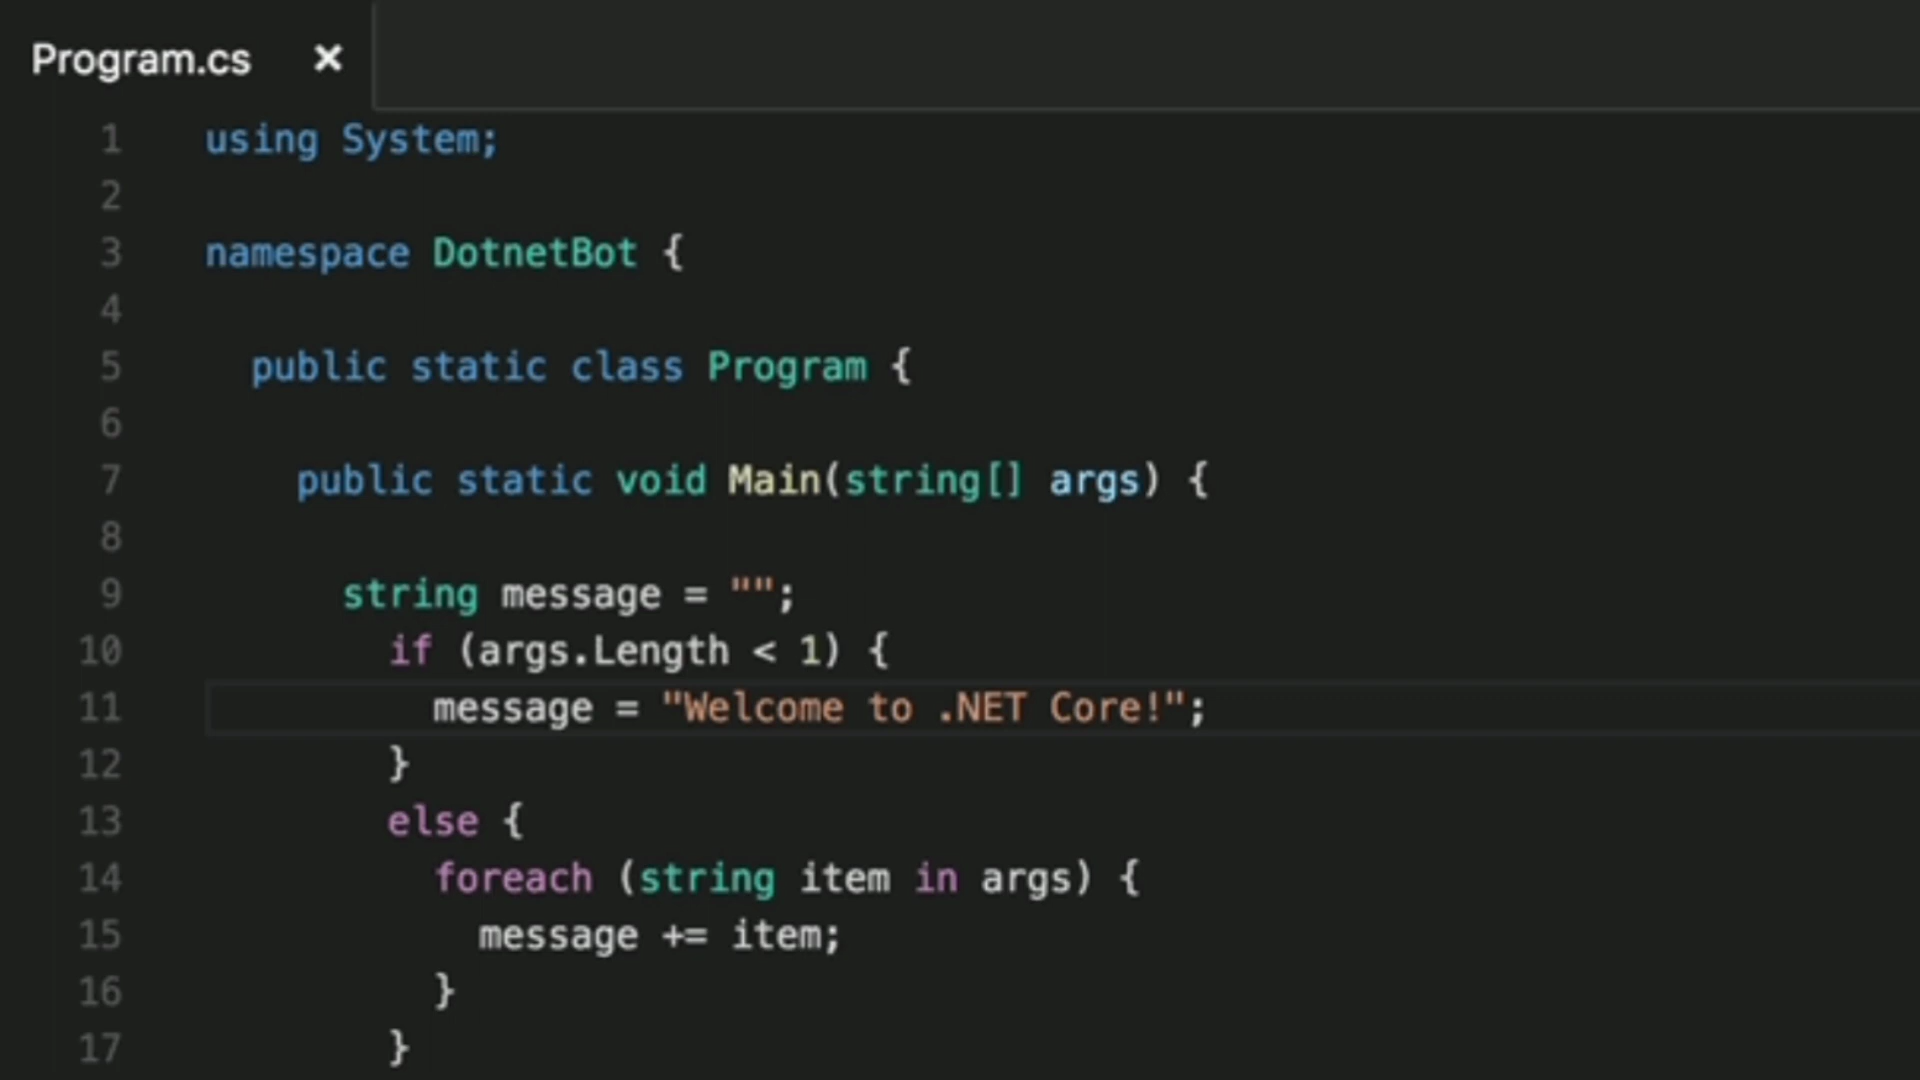 Program.cs ×
1 using System;
2
3 namespace DotnetBot {
4
5 public static class Program {
6
7 public static void Main(string[] args) {
8
9 string message = "";
10 if (args.Length < 1) {
11 message = "Welcome to .NET Core!";
12 }
13 else {
14 foreach (string item in args) {
15 message += item;
16 }
17 }